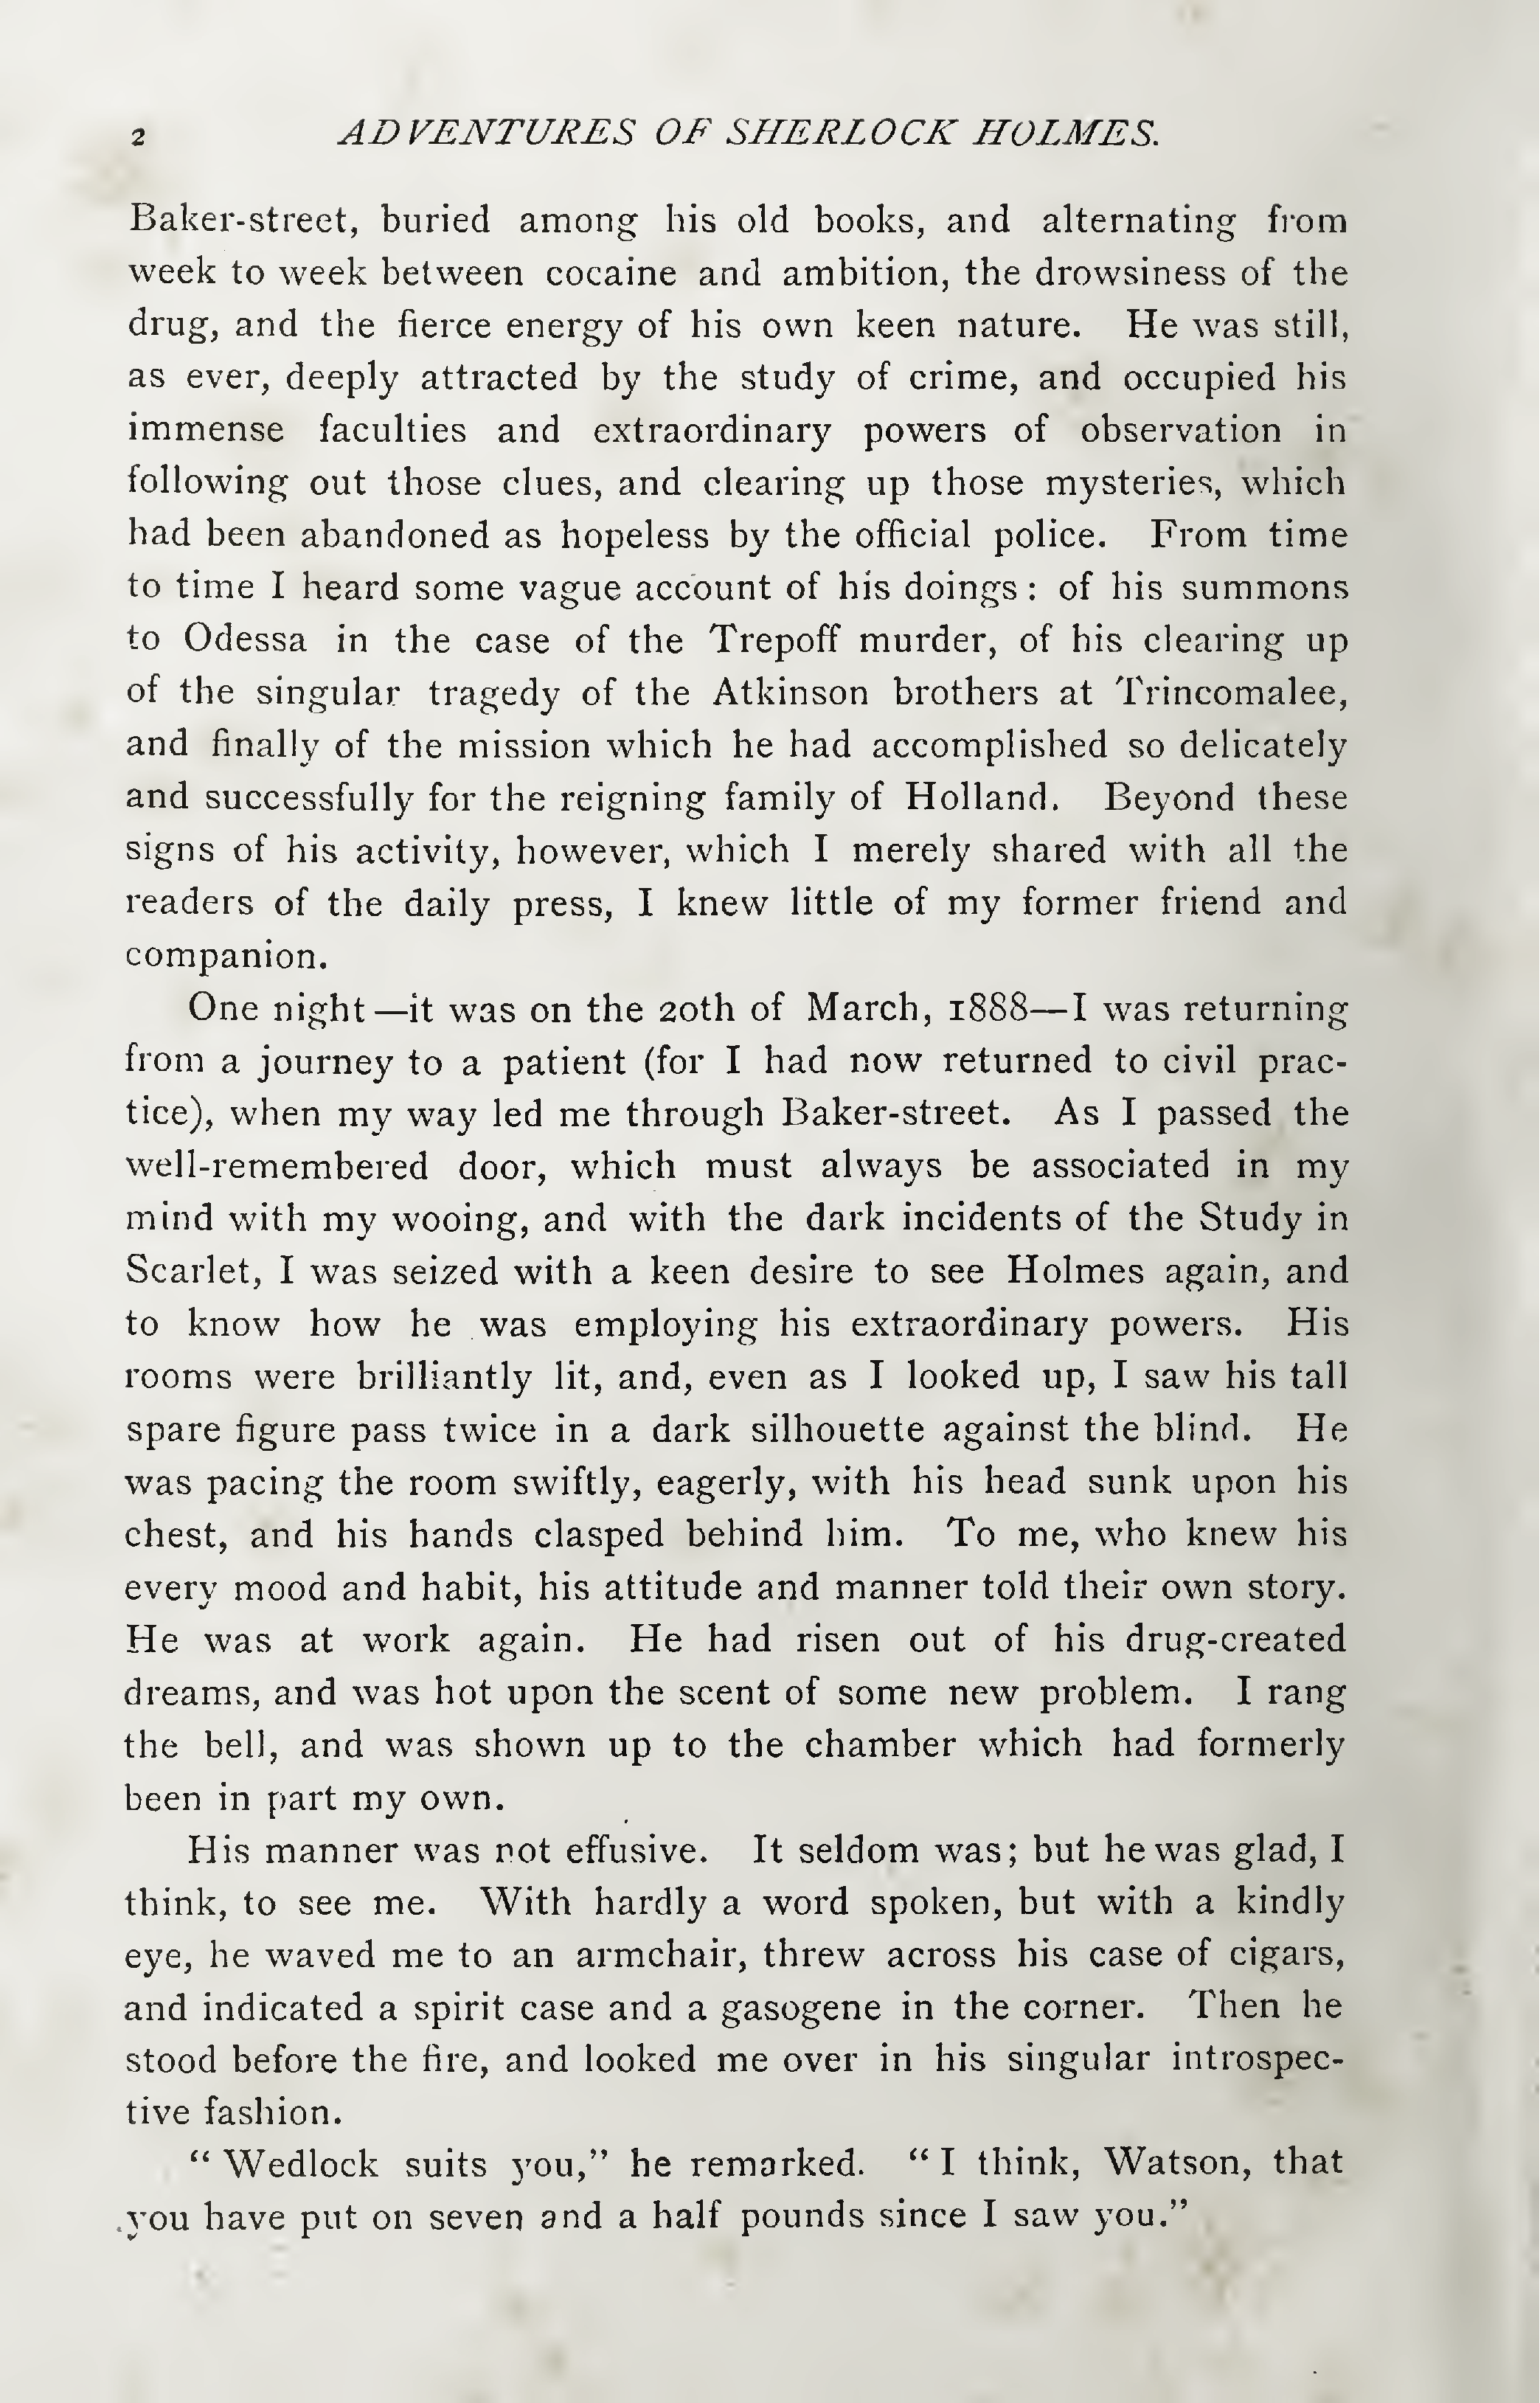 2 ADVENTURES OF SHERLOCK HOLMES.
Baker-street, buried among his old books, and alternating from
week to week between cocaine and ambition, the drowsiness of the
drug, and the fierce energy of his own keen nature. He was still,
as ever, deeply attracted by the study of crime, and occupied his
immense faculties and extraordinary powers of observation in
following out those clues, and clearing up those mysteries, which
had been abandoned as hopeless by the official police. From time
to time I heard some vague account of his doings: of his summons
to Odessa in the case of the Trepoff murder, of his clearing up
of the singular tragedy of the Atkinson brothers at Trincomalee,
and finally of the mission which he had accomplished so delicately
and successfully for the reigning family of Holland. Beyond these
signs of his activity, however, which I merely shared with all the
readers of the daily press, I knew little of my former friend and
companion.
One night—it was on the 20th of March, 1888—I was returning
from a journey to a patient (for I had now returned to civil prac-
tice), when my way led me through Baker-street. As I passed the
well-remembered door, which must always be associated in my
mind with my wooing, and with the dark incidents of the Study in
Scarlet, I was seized with a keen desire to see Holmes again, and
to know how he was employing his extraordinary powers. His
rooms were brilliantly lit, and, even as I looked up, I saw his tall
spare figure pass twice in a dark silhouette against the blind. He
was pacing the room swiftly, eagerly, with his head sunk upon his
chest, and his hands clasped behind him. To me, who knew his
every mood and habit, his attitude and manner told their own story.
He was at work again. He had risen out of his drug-created
dreams, and was hot upon the scent of some new problem. I rang
the bell, and was shown up to the chamber which had formerly
been in part my own.
His manner was not effusive. It seldom was; but he was glad, I
think, to see me. With hardly a word spoken, but with a kindly
eye, he waved me to an armchair, threw across his case of cigars,
and indicated a spirit case and a gasogene in the corner. Then he
stood before the fire, and looked me over in his singular introspec-
tive fashion.
“Wedlock suits you,” he remarked. “I think, Watson, that
you have put on seven and a half pounds since I saw you.”